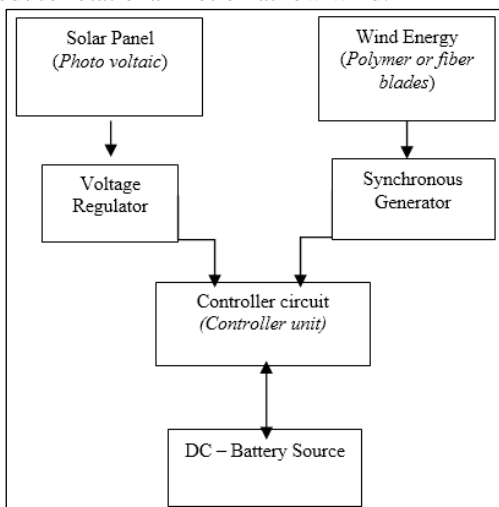 Solar Panel
(Photo voltaic)
Wind Energy
(Polymer or fiber
blades)
Voltage
Regulator
Synchronous
Generator
Controller circuit
(Controller unit)
DC – Battery Source